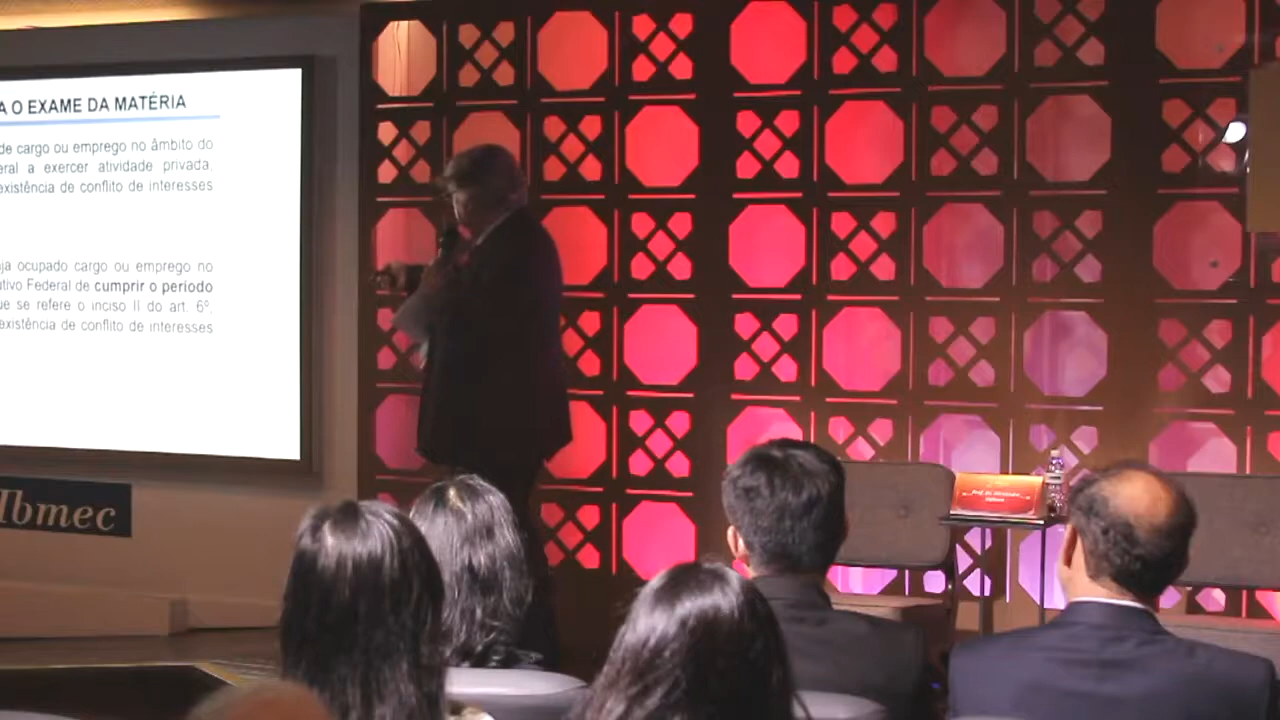 A O EXAME DA MATÉRIA
de cargo ou emprego no âmbito do
eral a exercer atividade privada,
existência de conflito de interesses
ja ocupado cargo ou emprego no
utivo Federal de cumprir o período
ue se refere o inciso II do art. 6º,
existência de conflito de interesses
Ibmec